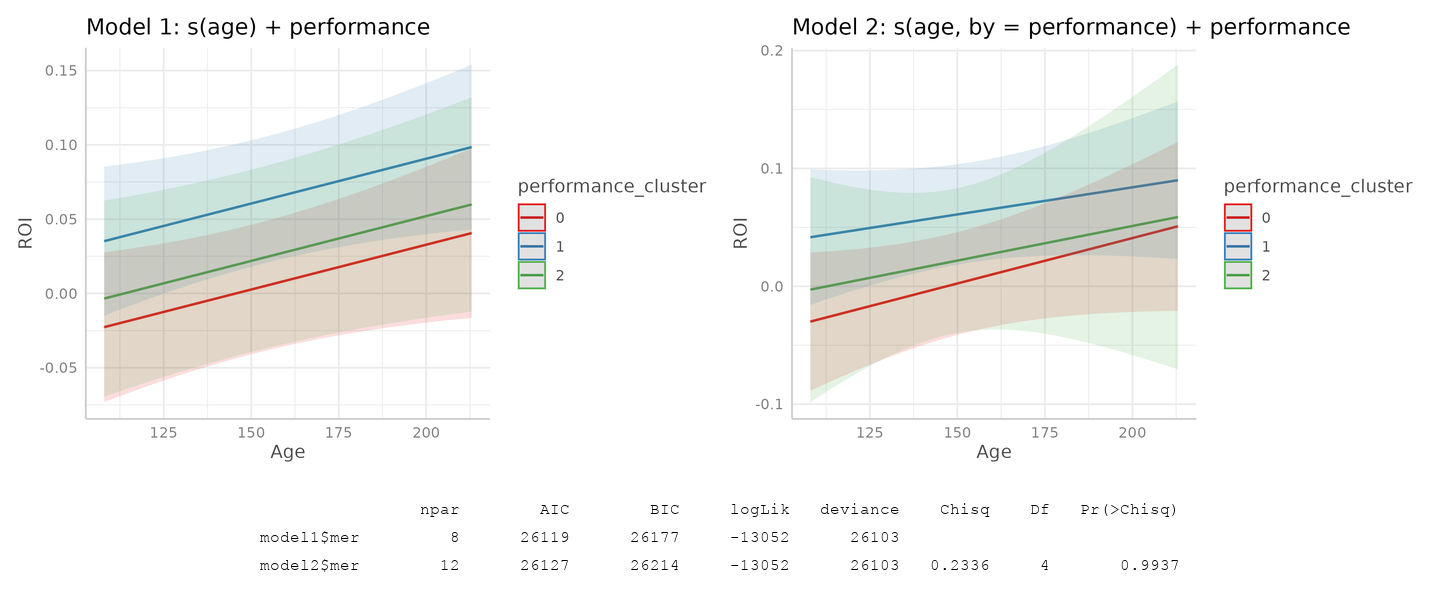 Model 1: s(age) + performance
0.15
0.10
0.05
0.00
-0.05
ROI
125 150 175 200
Age
performance_cluster
0
1
2
Model 2: s(age, by = performance) + performance
0.2
0.1
0.0
-0.1
ROI
125 150 175 200
Age
performance_cluster
0
1
2
npar AIC BIC logLik deviance Chisq Df Pr(>Chisq)
model1$mer 8 26119 26177 -13052 26103
model2$mer 12 26127 26214 -13052 26103 0.2336 4 0.9937